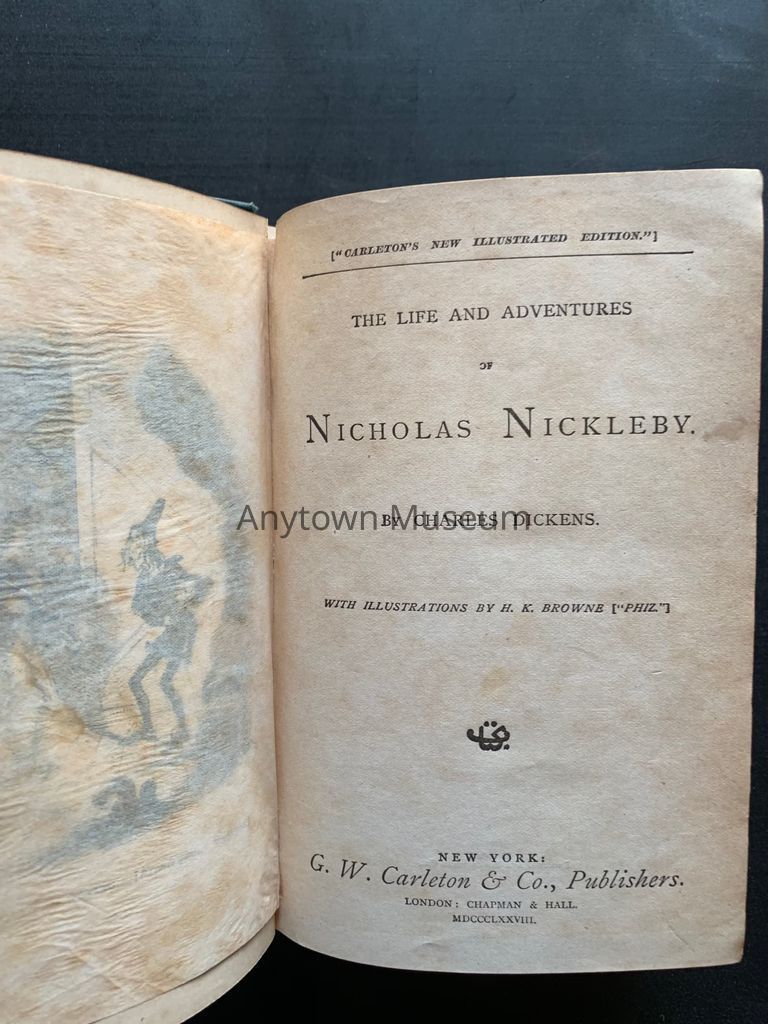 ["CARLETON'S NEW ILLUSTRATED EDITION."]
THE LIFE AND ADVENTURES
OF
NICHOLAS NICKLEBY.
BY CHARLES DICKENS.
Anytown Museum
WITH ILLUSTRATIONS BY H. K. BROWNE ["PHIZ."]
NEW YORK:
G. W. Carleton & Co., Publishers.
LONDON: CHAPMAN & HALL.
MDCCCLXXVIII.